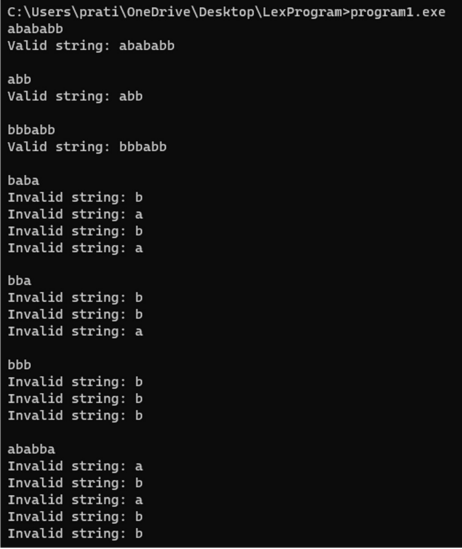 C:\Users\prati\OneDrive\Desktop\LexProgram>program1.exe
abababb
Valid string: abababb
abb
Valid string: abb
bbbabb
Valid string: bbbabb
baba
Invalid string: b
Invalid string: a
Invalid string: b
Invalid string: a
bba
Invalid string: b
Invalid string: b
Invalid string: a
bbb
Invalid string: b
Invalid string: b
Invalid string: b
ababba
Invalid string: a
Invalid string: b
Invalid string: a
Invalid string: b
Invalid string: b